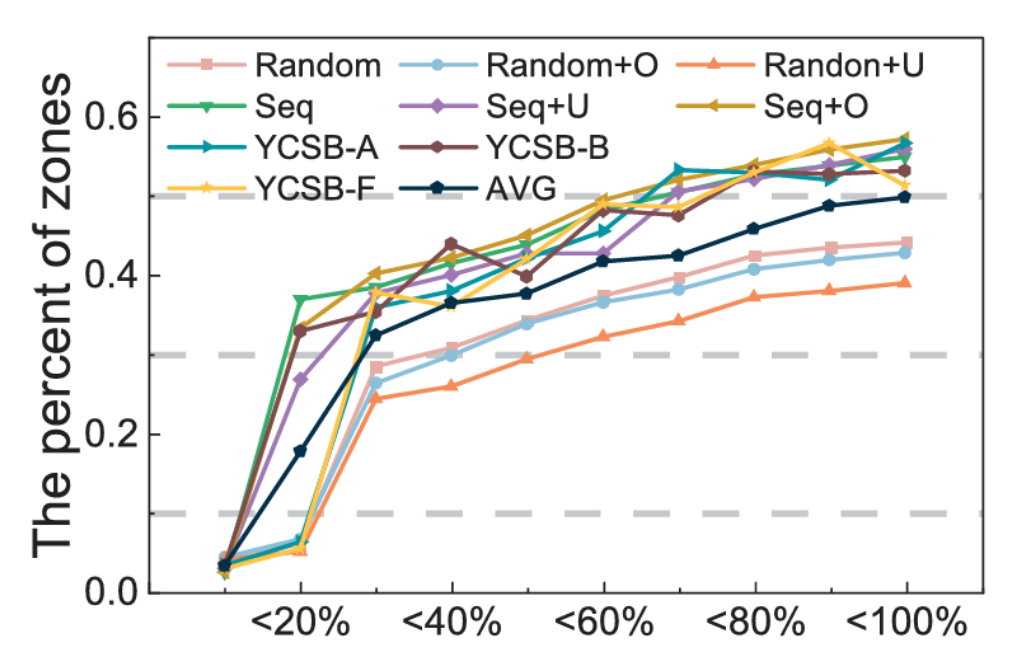 The percent of zones
0.6
0.4
0.2
0.0
Random Random+O Randon+U
Seq Seq+U Seq+O
YCSB-A YCSB-B
YCSB-F AVG
<20% <40% <60% <80% <100%